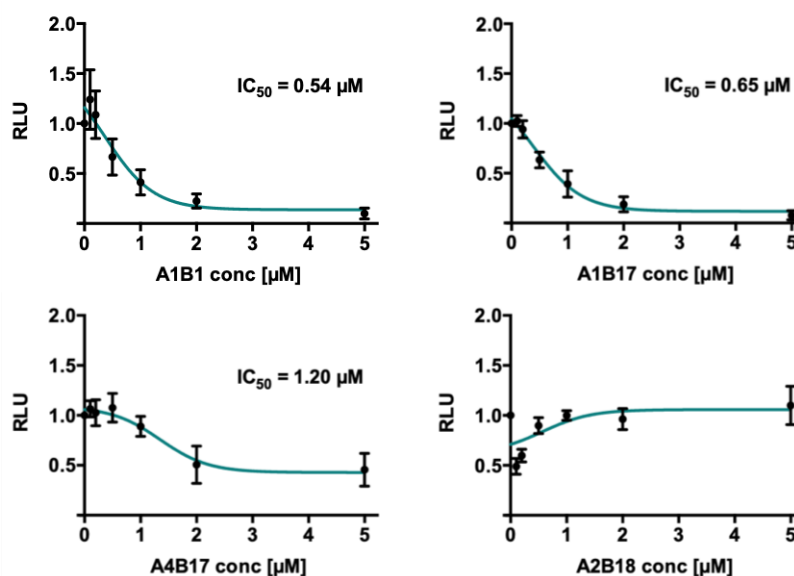 2.0
1.5
1.0
0.5
RLU
IC50 = 0.54 µM
0 1 2 3 4 5
A1B1 conc [µM]
2.0
1.5
1.0
0.5
RLU
IC50 = 0.65 µM
0 1 2 3 4 5
A1B17 conc [µM]
2.0
1.5
1.0
0.5
RLU
IC50 = 1.20 µM
0 1 2 3 4 5
A4B17 conc [µM]
2.0
1.5
1.0
0.5
RLU
0 1 2 3 4 5
A2B18 conc [µM]